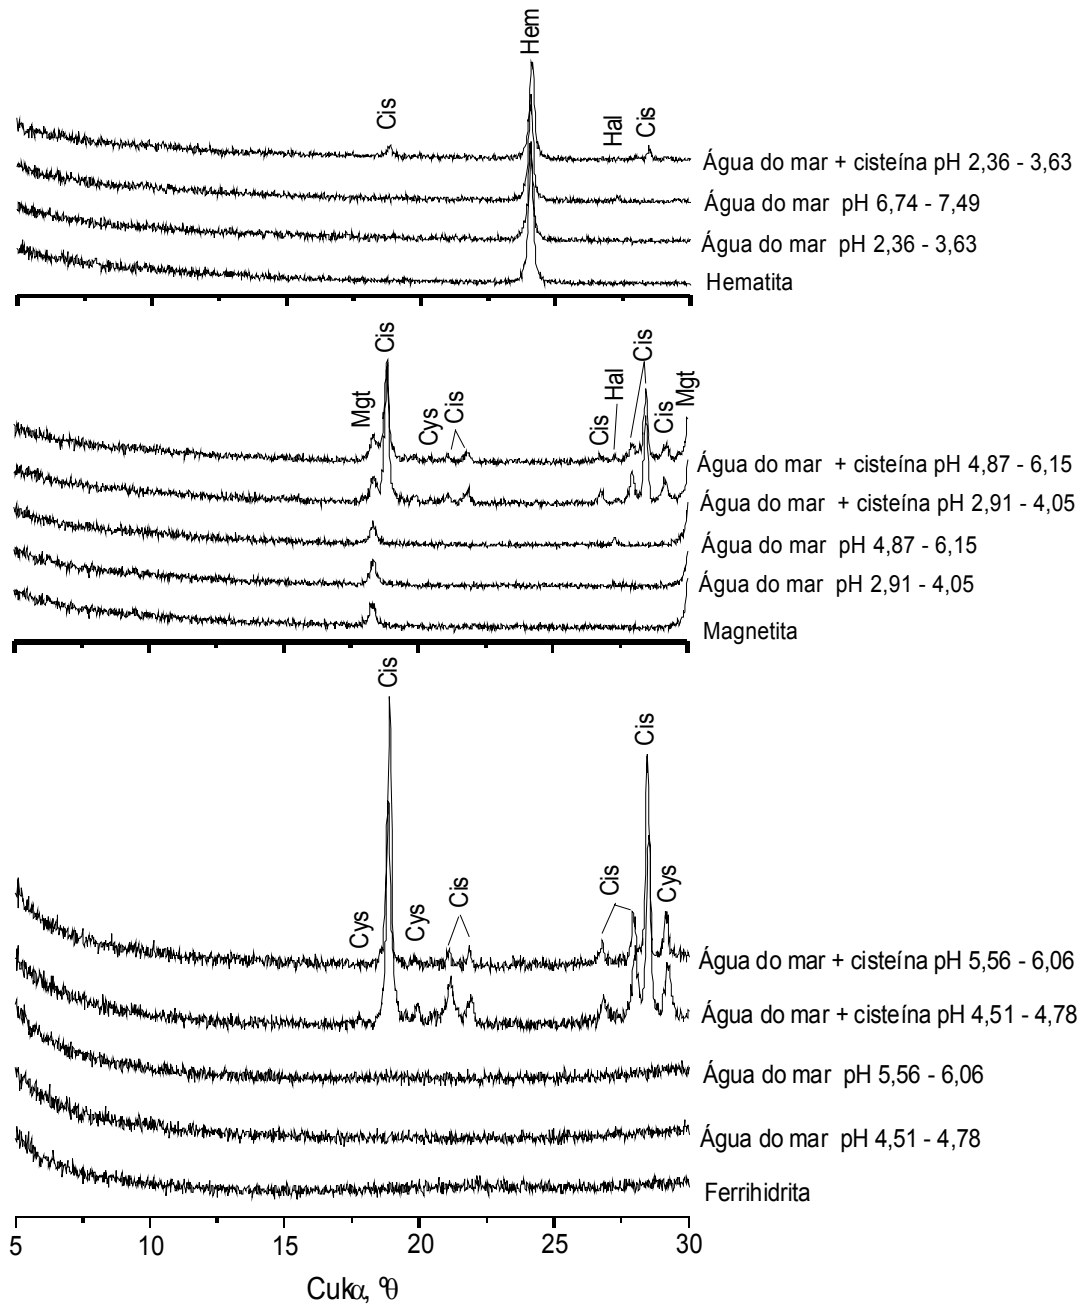 Hem
Cis
Hal
Cis
Água do mar + cisteína pH 2,36 - 3,63
Água do mar pH 6,74 - 7,49
Água do mar pH 2,36 - 3,63
Hematita
Mgt
Cis
Cys
Cis
Cis
Hal
Cis
Cis
Mgt
Água do mar + cisteína pH 4,87 - 6,15
Água do mar + cisteína pH 2,91 - 4,05
Água do mar pH 4,87 - 6,15
Água do mar pH 2,91 - 4,05
Magnetita
Cys
Cis
Cys
Cis
Cis
Cis
Cys
Água do mar + cisteína pH 5,56 - 6,06
Água do mar + cisteína pH 4,51 - 4,78
Água do mar pH 5,56 - 6,06
Água do mar pH 4,51 - 4,78
Ferrihidrita
5 10 15 20 25 30
Cukα, ºθ